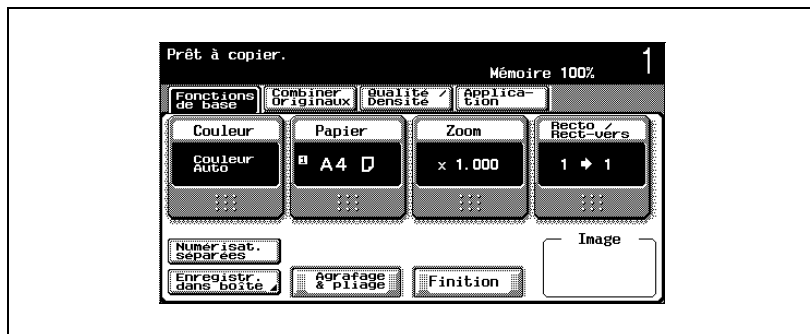 Prêt à copier.
1
Mémoire 100%
Fonctions
de base
Combiner
Originaux
Qualité /
Densité
Applica-
tion
Couleur
Papier
Zoom
Recto /
Rect-vers
Couleur
Auto
1 A4
x 1.000
1 → 1
Numérisat.
séparées
Image
Enregistr.
dans boîte
Agrafage
& pliage
Finition